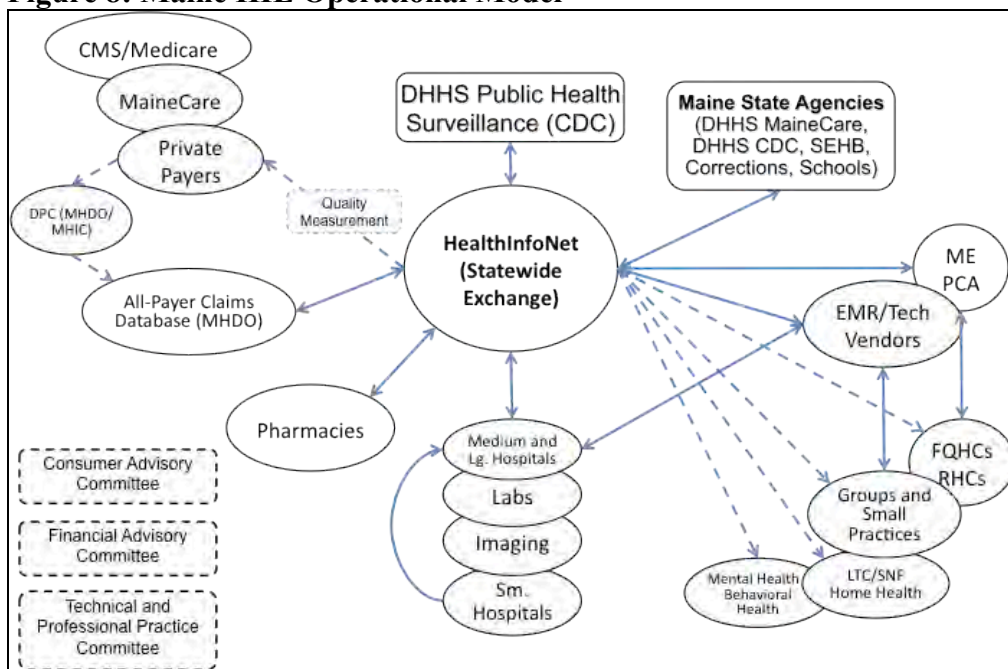 Figure 8: Maine HIE Operational Model
CMS/Medicare
MaineCare
Private
Payers
DPC (MHDO/
MHIC)
All-Payer Claims
Database (MHDO)
Quality
Measurement
DHHS Public Health
Surveillance (CDC)
Maine State Agencies
(DHHS MaineCare,
DHHS CDC, SEHB,
Corrections, Schools)
HealthInfoNet
(Statewide
Exchange)
ME
PCA
EMR/Tech
Vendors
Pharmacies
Medium and
Lg. Hospitals
Labs
Imaging
Sm.
Hospitals
FQHCs
RHCs
Groups and
Small
Practices
Mental Health
Behavioral
Health
LTC/SNF
Home Health
Consumer Advisory
Committee
Financial Advisory
Committee
Technical and
Professional Practice
Committee